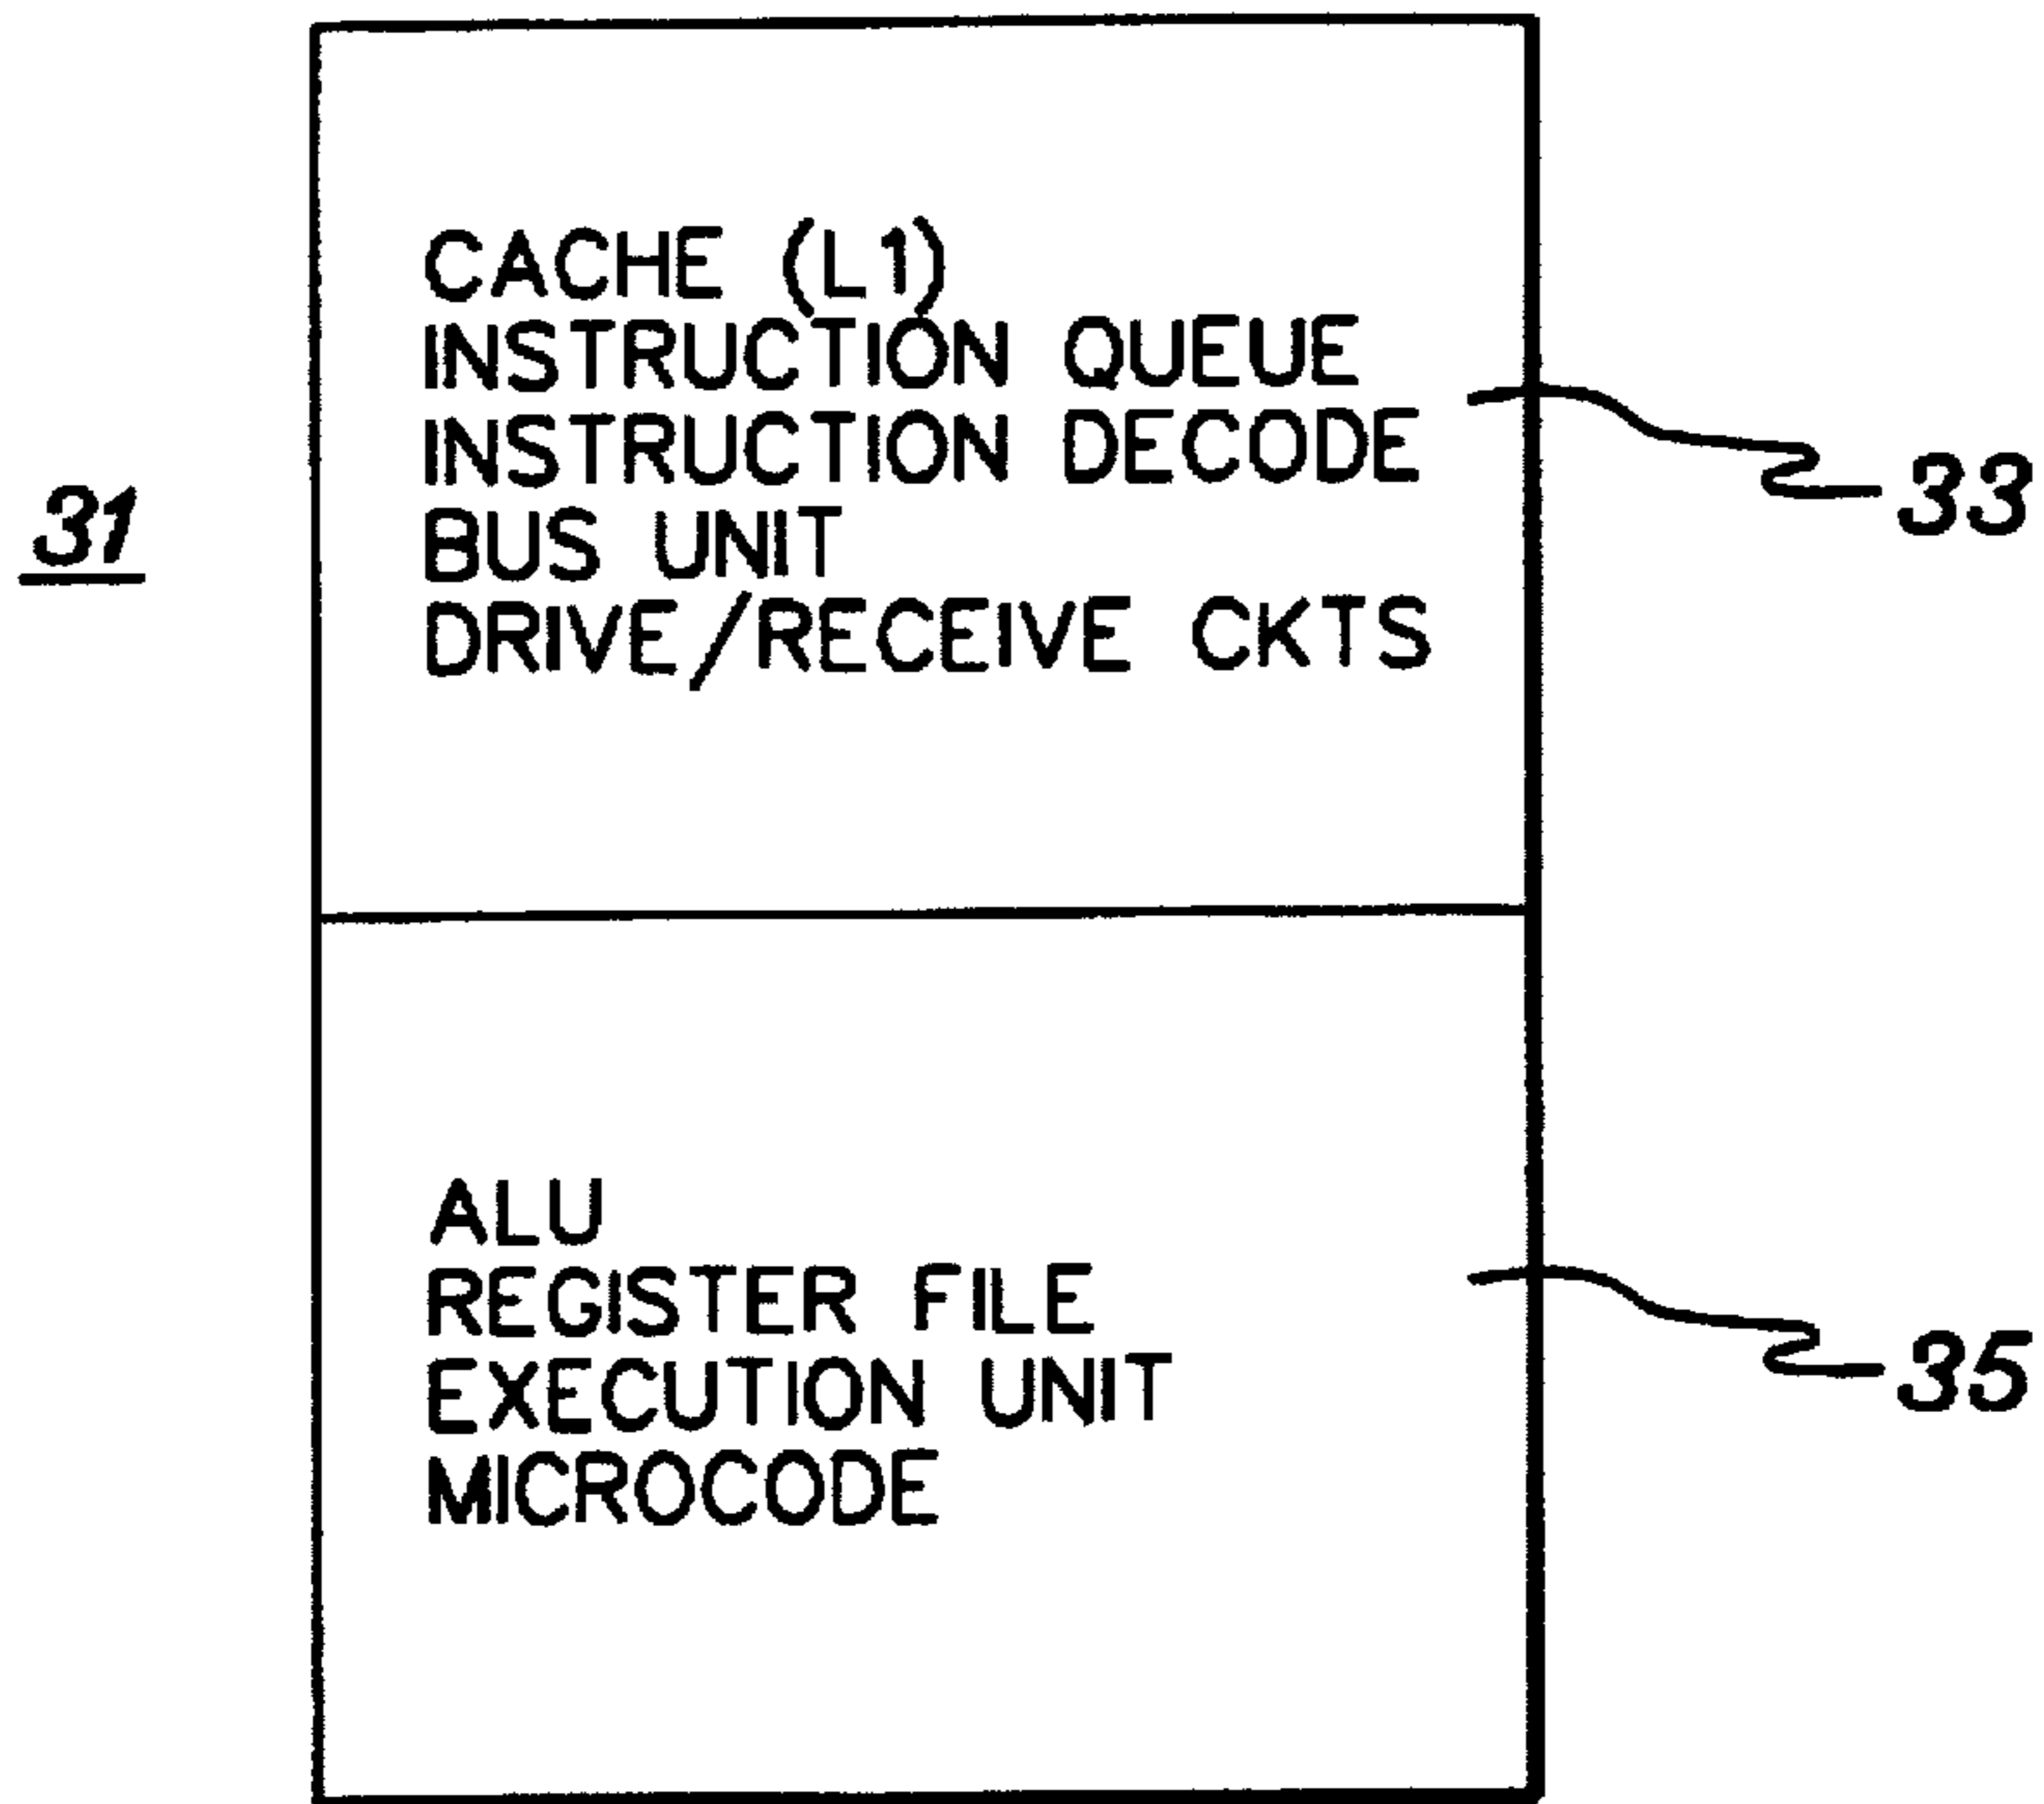 CACHE (L1)
INSTRUCTION QUEUE
INSTRUCTION DECODE
BUS UNIT
DRIVE/RECEIVE CKTS
33
31
ALU
REGISTER FILE
EXECUTION UNIT
MICROCODE
35